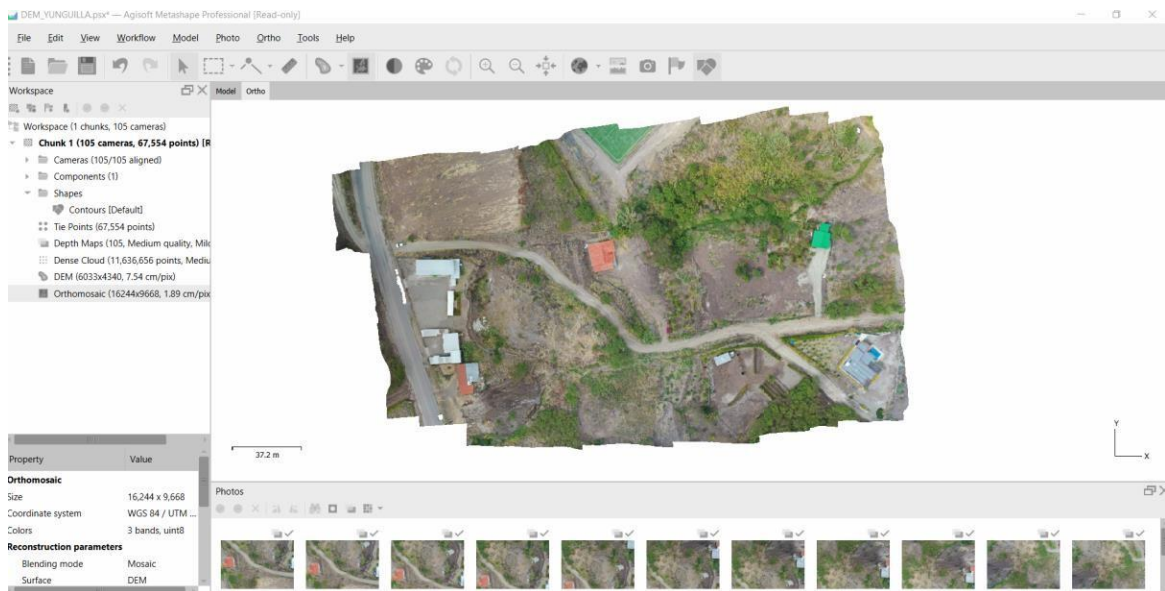 DEM_YUNGUILLA.psx* — Agisoft Metashape Professional [Read-only]
File Edit View Workflow Model Photo Ortho Tools Help
Workspace
Model Ortho
Workspace (1 chunks, 105 cameras)
Chunk 1 (105 cameras, 67,554 points) [R
Cameras (105/105 aligned)
Components (1)
Shapes
Contours [Default]
Tie Points (67,554 points)
Depth Maps (105, Medium quality, Mild
Dense Cloud (11,636,656 points, Mediu
DEM (6033x4340, 7.54 cm/pix)
Orthomosaic (16244x9668, 1.89 cm/pix
37.2 m
Y
X
Property Value
Orthomosaic
Size 16,244 x 9,668
Coordinate system WGS 84 / UTM ...
Colors 3 bands, uint8
Reconstruction parameters
Blending mode Mosaic
Surface DEM
Photos